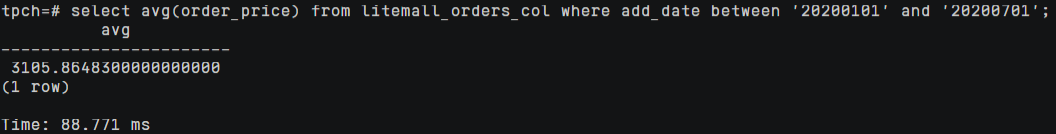 tpch=# select avg(order_price) from litemall_orders_col where add_date between '20200101' and '20200701';
avg
-----------------------
3105.8648300000000000
(1 row)
Time: 88.771 ms